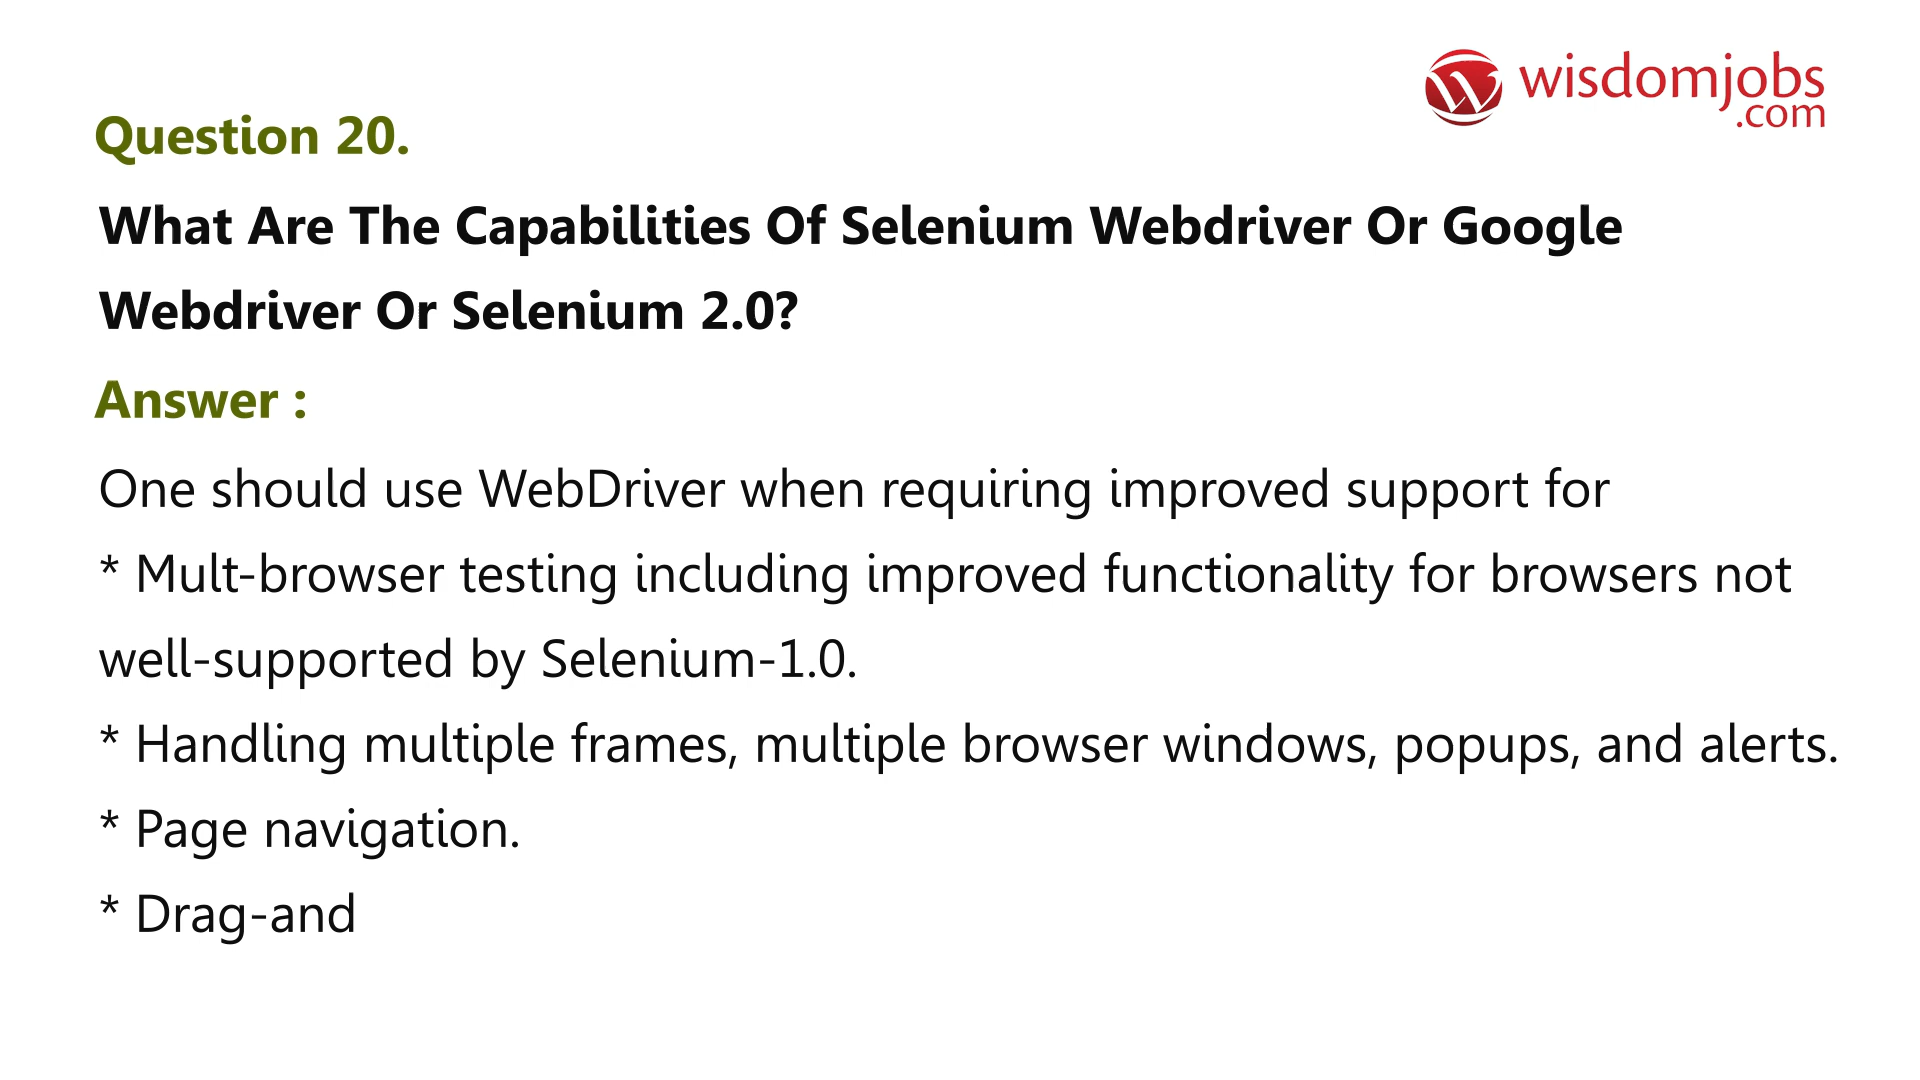 wisdomjobs
.com
Question 20.
What Are The Capabilities Of Selenium Webdriver Or Google
Webdriver Or Selenium 2.0?
Answer :
One should use WebDriver when requiring improved support for
* Mult-browser testing including improved functionality for browsers not
well-supported by Selenium-1.0.
* Handling multiple frames, multiple browser windows, popups, and alerts.
* Page navigation.
* Drag-and